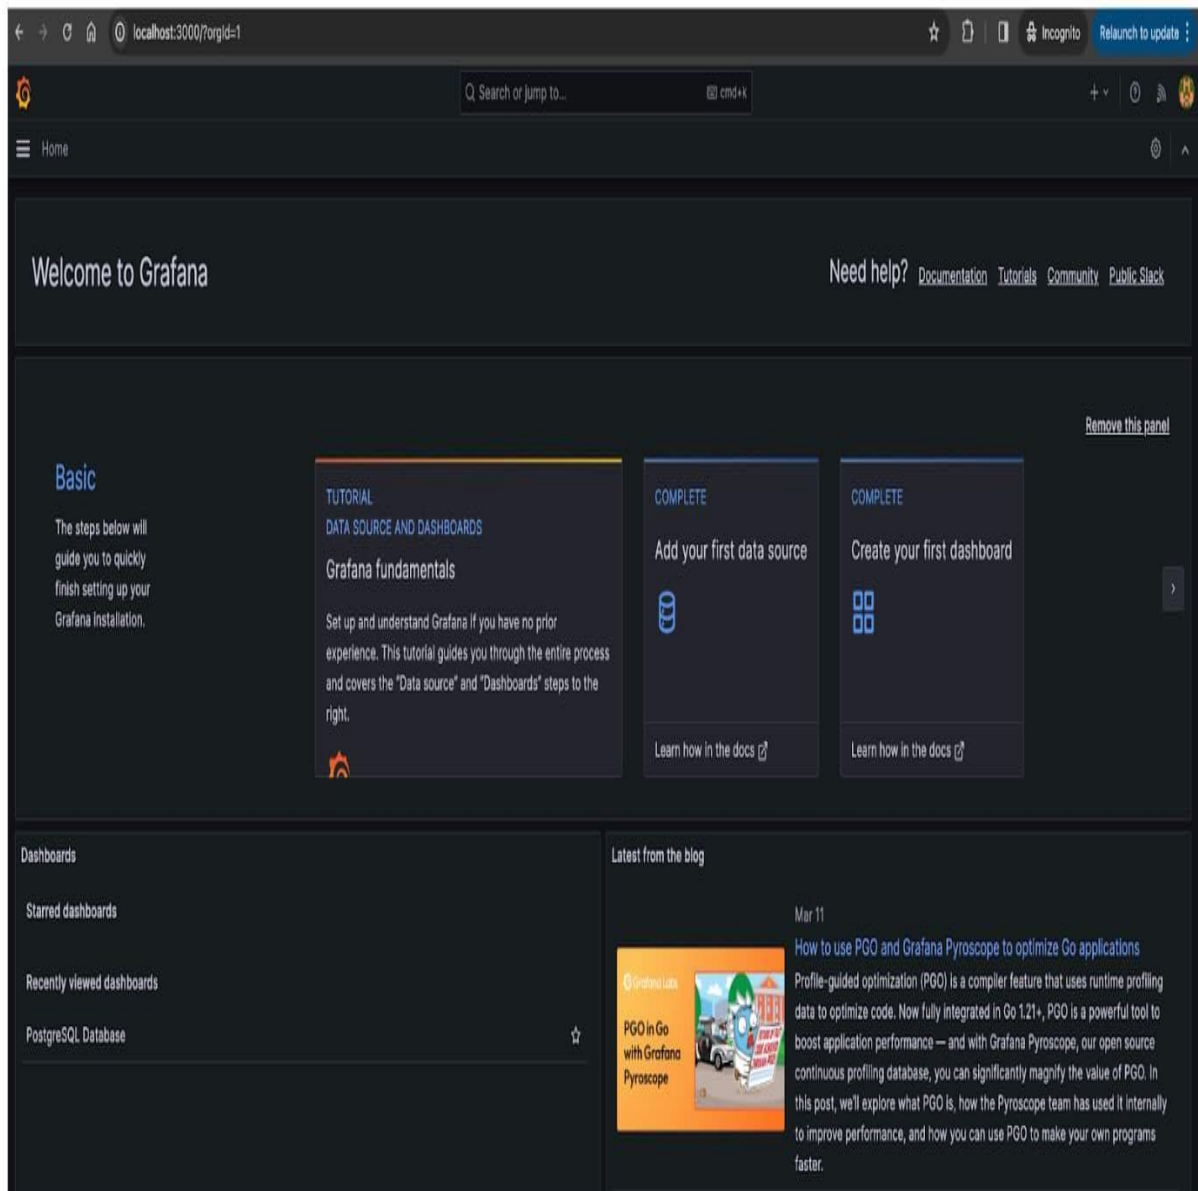 localhost:3000/?orgId=1
Incognito
Relaunch to update
Search or jump to...
cmd+k
Home
Welcome to Grafana
Need help? Documentation Tutorials Community Public Slack
Remove this panel
Basic
The steps below will
guide you to quickly
finish setting up your
Grafana installation.
TUTORIAL
DATA SOURCE AND DASHBOARDS
Grafana fundamentals
Set up and understand Grafana if you have no prior
experience. This tutorial guides you through the entire process
and covers the "Data source" and "Dashboards" steps to the
right.
COMPLETE
Add your first data source
Learn how in the docs
COMPLETE
Create your first dashboard
Learn how in the docs
Dashboards
Starred dashboards
Recently viewed dashboards
PostgreSQL Database
Latest from the blog
Grafana Labs
PGO in Go
with Grafana
Pyroscope
Mar 11
How to use PGO and Grafana Pyroscope to optimize Go applications
Profile-guided optimization (PGO) is a compiler feature that uses runtime profiling
data to optimize code. Now fully integrated in Go 1.21+, PGO is a powerful tool to
boost application performance — and with Grafana Pyroscope, our open source
continuous profiling database, you can significantly magnify the value of PGO. In
this post, we'll explore what PGO is, how the Pyroscope team has used it internally
to improve performance, and how you can use PGO to make your own programs
faster.